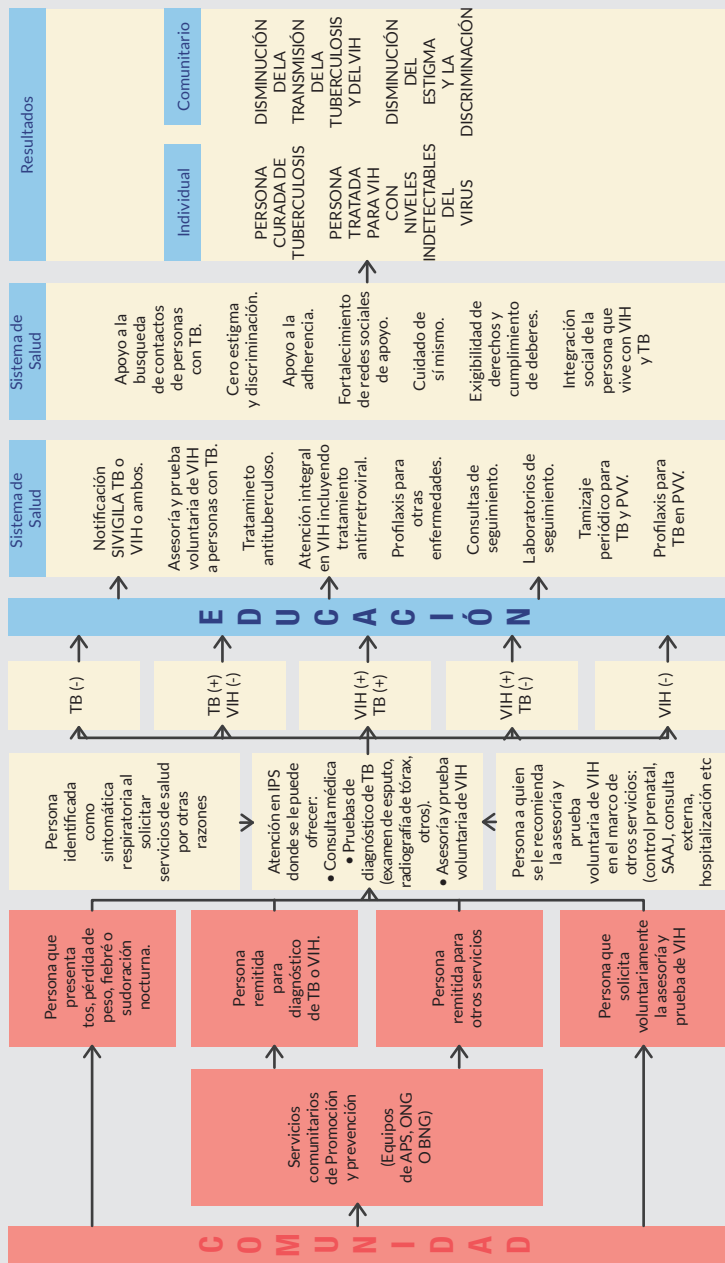 COMUNIDAD
Servicios
comunitarios
de Promoción
y prevención
(Equipos
de APS, ONG
O BNG)
Persona que
presenta
tos, pérdida de
peso, fiebré o
sudoración
nocturna.
Persona
remitida
para
diagnóstico
de TB o VIH.
Persona
remitida para
otros servicios
Persona que
solicita
voluntariamente
la asesoría y
prueba de VIH
Persona
identificada
como
sintomática
respiratoria al
solicitar
servicios de salud
por otras
razones
Atención en IPS
donde se le puede
ofrecer:
• Consulta médica
• Pruebas de
diagnóstico de TB
(examen de esputo,
radiografía de tórax,
otros).
• Asesoría y prueba
voluntaria de VIH
Persona a quien
se le recomienda
la asesoría y
prueba
voluntaria de VIH
en el marco de
otros servicios:
(control prenatal,
SAAJ, consulta
externa,
hospitalización etc
TB (-)
TB (+)
VIH (-)
VIH (+)
TB (+)
VIH (+)
TB (-)
VIH (-)
EDUCACIÓN
Sistema de
Salud
Notificación
SIVIGILA TB o
VIH o ambos.
Asesoría y prueba
voluntaria de VIH
a personas con TB.
Tratamineto
antituberculoso.
Atención integral
en VIH incluyendo
tratamiento
antirretroviral.
Profilaxis para
otras
enfermedades.
Consultas de
seguimiento.
Laboratorios de
seguimiento.
Tamizaje
periódico para
TB y PVV.
Profilaxis para
TB en PVV.
Sistema de
Salud
Apoyo a la
busqueda
de contactos
de personas
con TB.
Cero estigma
y discriminación.
Apoyo a la
adherencia.
Fortalecimiento
de redes sociales
de apoyo.
Cuidado de
sí mismo.
Exigibilidad de
derechos y
cumplimiento
de deberes.
Integración
social de la
persona que
vive con VIH
y TB
Resultados
Individual
PERSONA
CURADA DE
TUBERCULOSIS
PERSONA
TRATADA
PARA VIH
CON
NIVELES
INDETECTABLES
DEL
VIRUS
Comunitario
DISMINUCIÓN
DE LA
TRANSMISIÓN
DE LA
TUBERCULOSIS
Y DEL VIH
DISMINUCIÓN
DEL
ESTIGMA
Y LA
DISCRIMINACIÓN